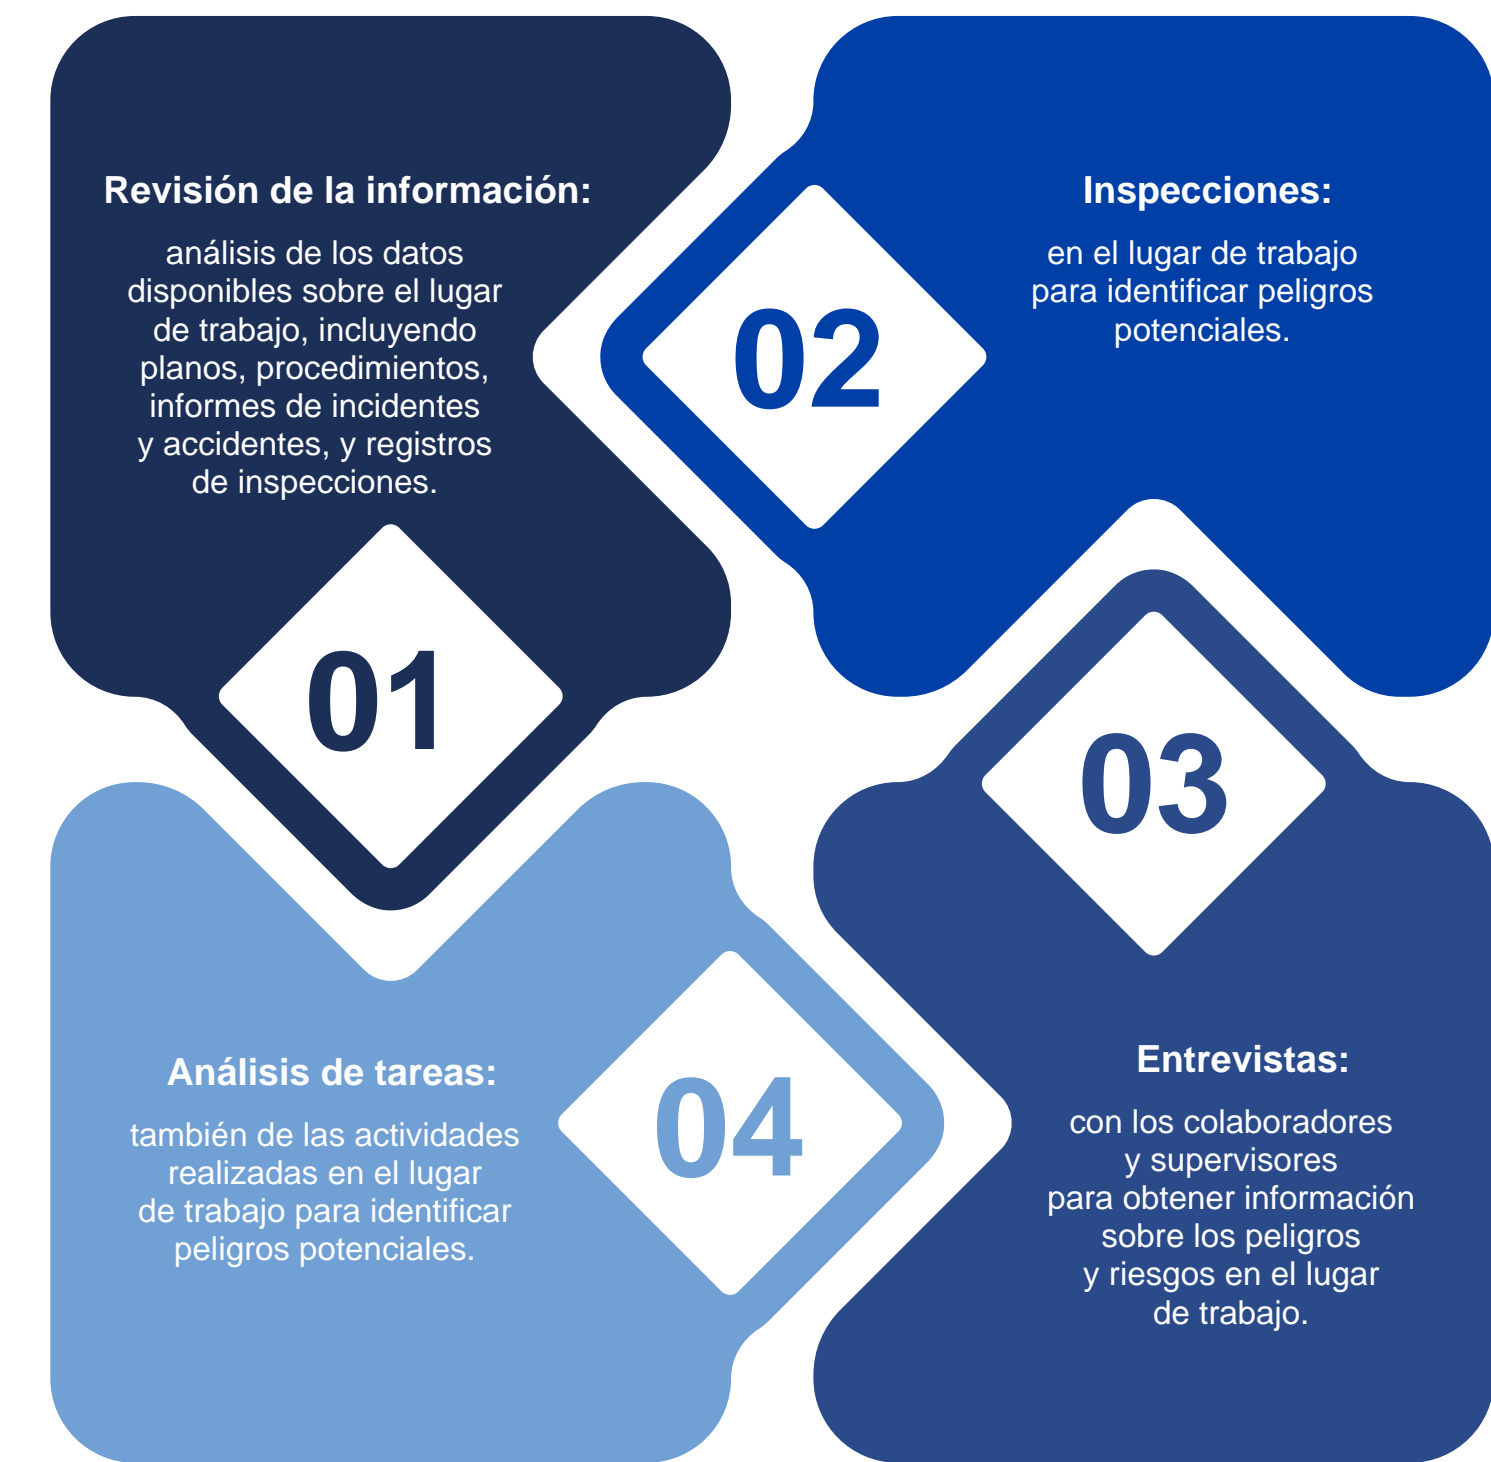 Revisión de la información:
análisis de los datos
disponibles sobre el lugar
de trabajo, incluyendo
planos, procedimientos,
informes de incidentes
y accidentes, y registros
de inspecciones.
01
02
Inspecciones:
en el lugar de trabajo
para identificar peligros
potenciales.
03
Entrevistas:
con los colaboradores
y supervisores
para obtener información
sobre los peligros
y riesgos en el lugar
de trabajo.
04
Análisis de tareas:
también de las actividades
realizadas en el lugar
de trabajo para identificar
peligros potenciales.